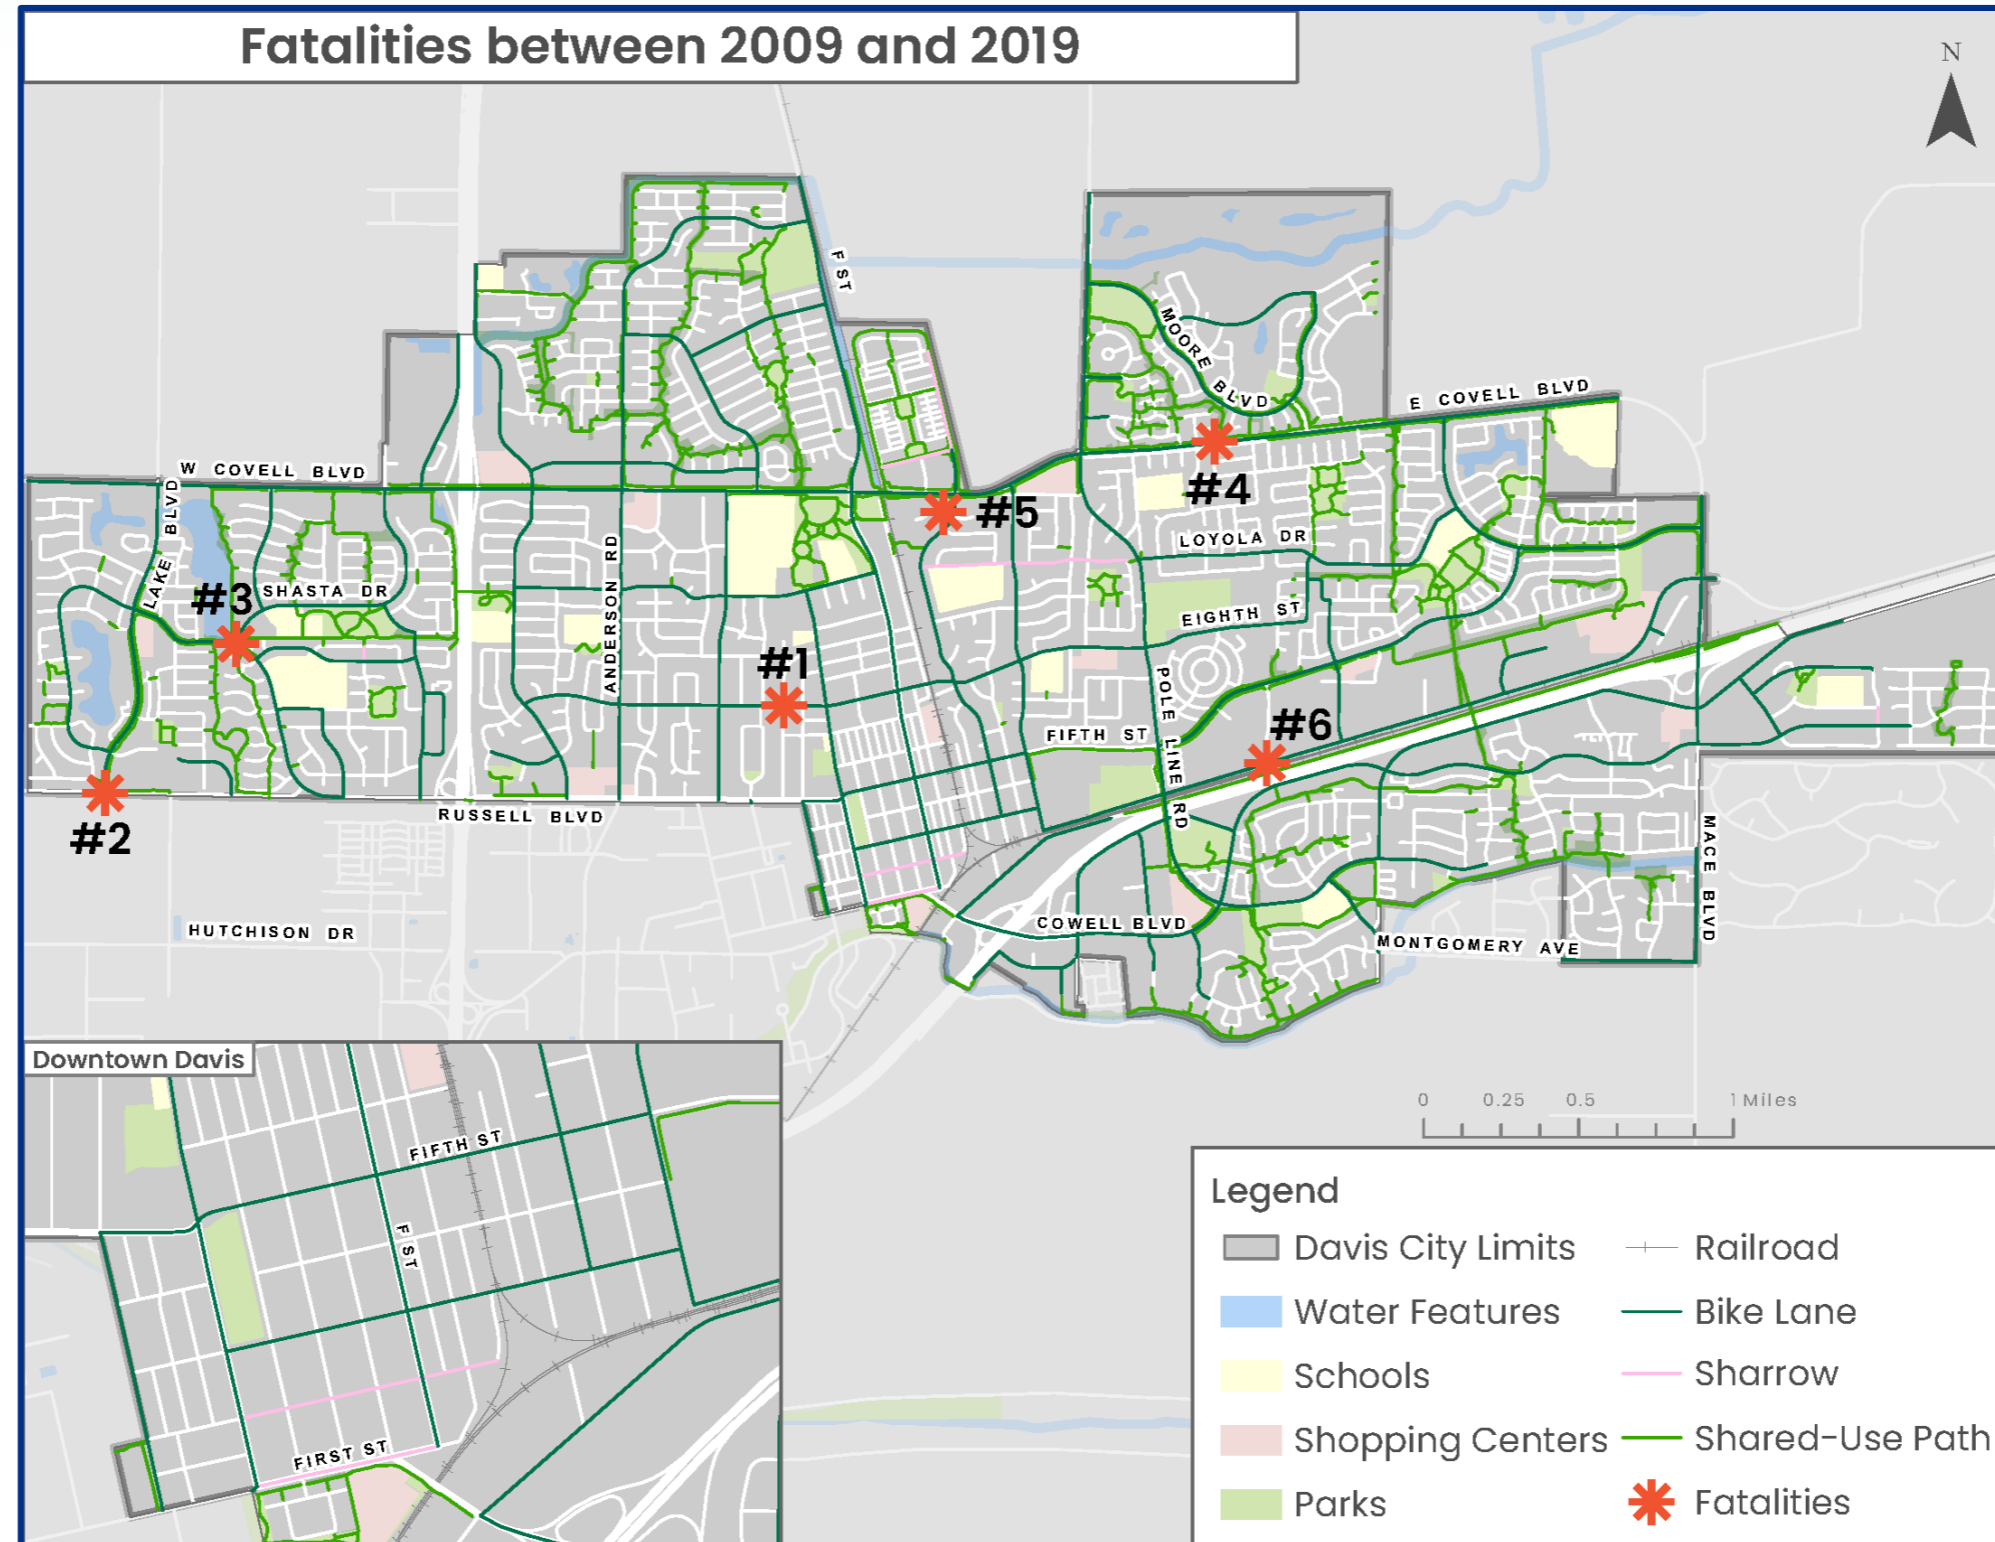 Fatalities between 2009 and 2019
N
F ST
MOORE BLVD
E COVELL BLVD
W COVELL BLVD
LAKE BLVD
#4
#5
ANDERSON RD
LOYOLA DR
#3
SHASTA DR
EIGHTH ST
#1
POLE LINE RD
#6
FIFTH ST
#2
RUSSELL BLVD
MACE BLVD
HUTCHISON DR
COWELL BLVD
MONTGOMERY AVE
Downtown Davis
FIFTH ST
F ST
FIRST ST
0 0.25 0.5 1 Miles
Legend
Davis City Limits
Water Features
Schools
Shopping Centers
Parks
Railroad
Bike Lane
Sharrow
Shared-Use Path
Fatalities